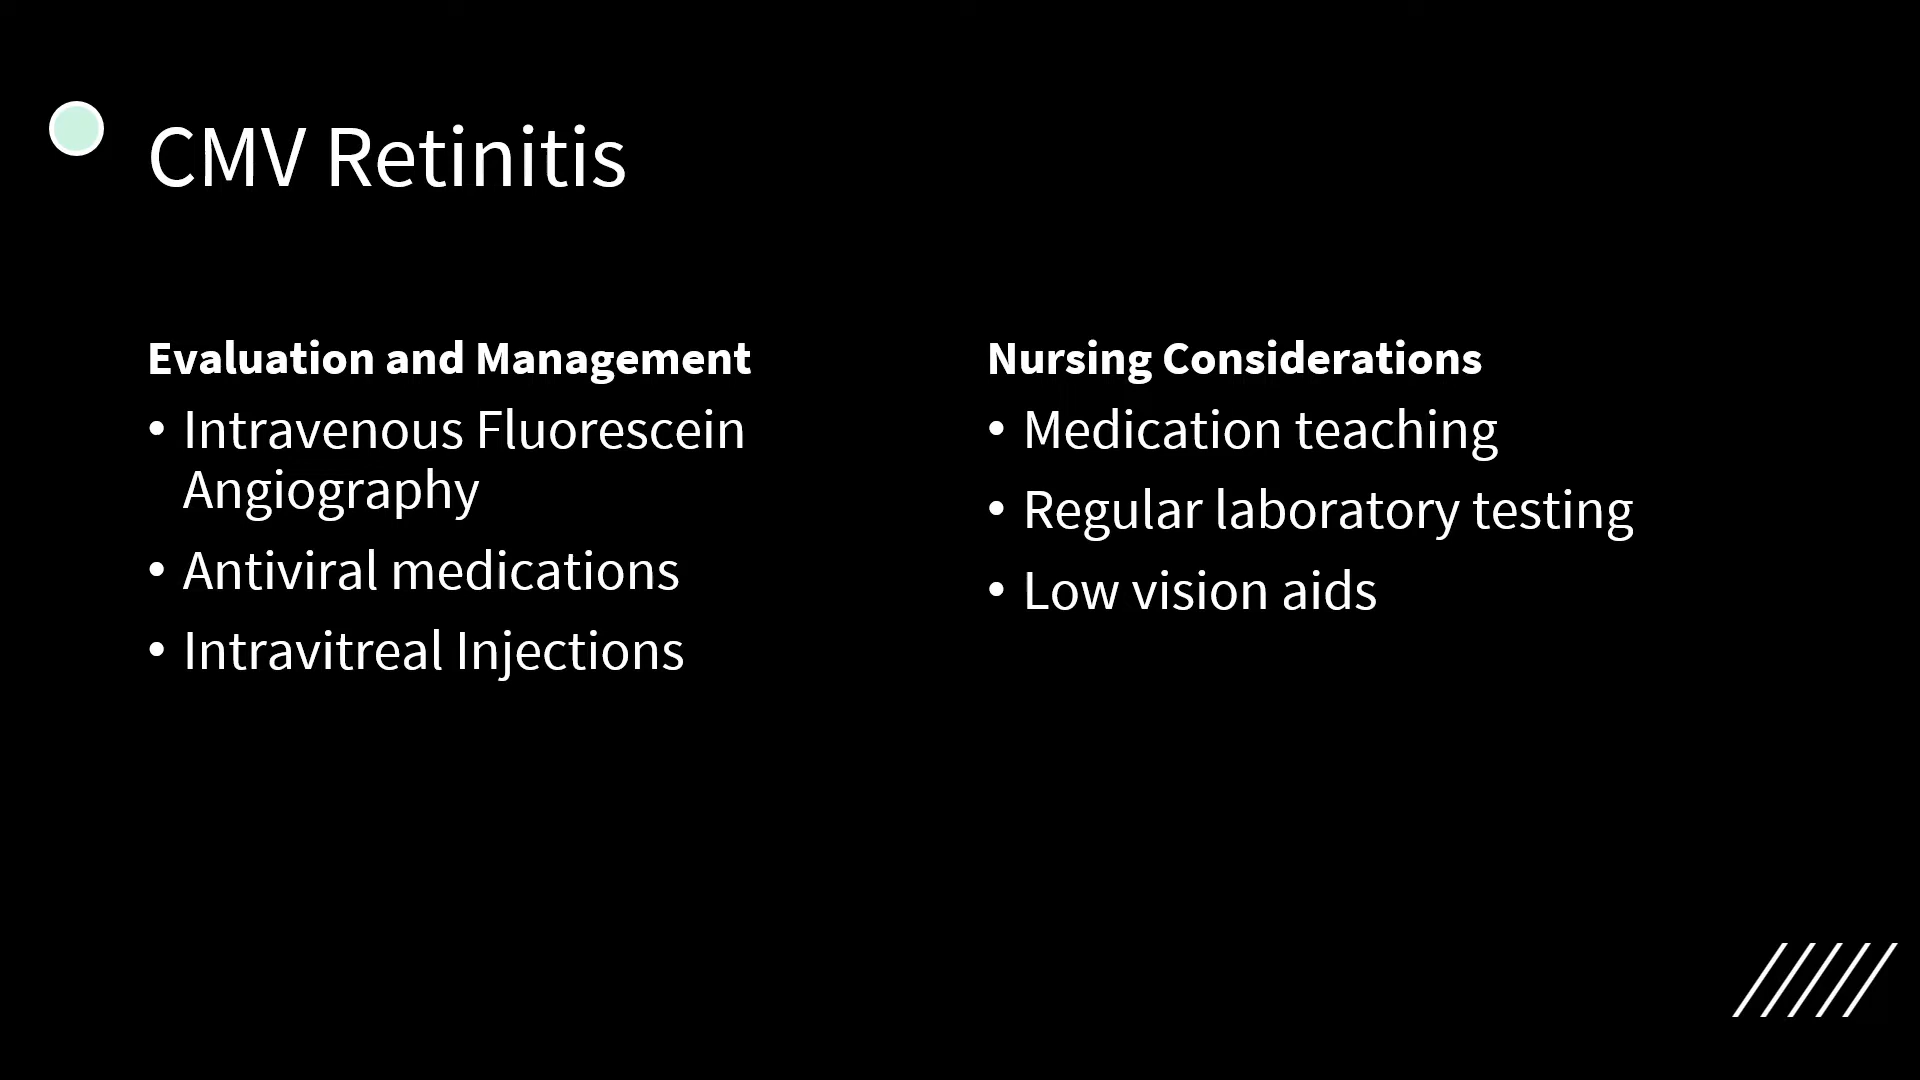 CMV Retinitis
Evaluation and Management
• Intravenous Fluorescein
Angiography
• Antiviral medications
• Intravitreal Injections
Nursing Considerations
• Medication teaching
• Regular laboratory testing
• Low vision aids